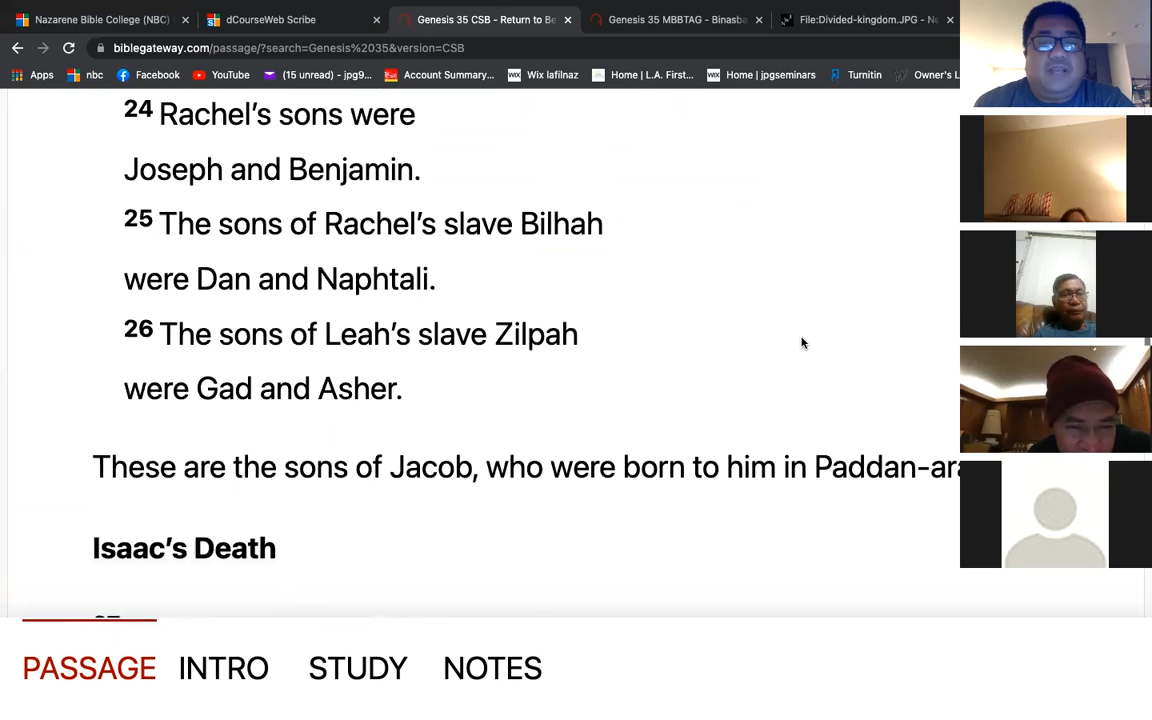 Nazarene Bible College (NBC)
dCourseWeb Scribe
Genesis 35 CSB - Return to Be
Genesis 35 MBBTAG - Binasba
File:Divided-kingdom.JPG - Ne
biblegateway.com/passage/?search=Genesis%2035&version=CSB
Apps
nbc
Facebook
YouTube
(15 unread) - jpg9...
Account Summary...
WIX Wix lafilnaz
Home | L.A. First...
WIX Home | jpgseminars
Turnitin
Owner's L
24 Rachel's sons were
Joseph and Benjamin.
25 The sons of Rachel's slave Bilhah
were Dan and Naphtali.
26 The sons of Leah's slave Zilpah
were Gad and Asher.
These are the sons of Jacob, who were born to him in Paddan-ara
Isaac's Death
PASSAGE INTRO STUDY NOTES